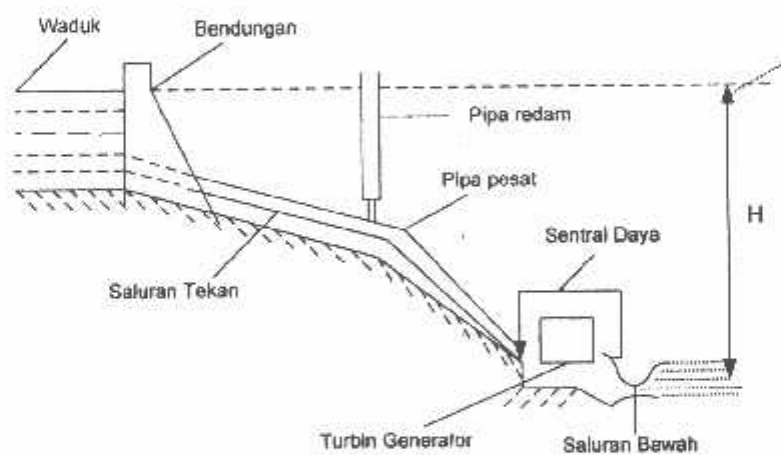 Waduk
Bendungan
Pipa redam
Pipa pesat
H
Sentral Daya
Saluran Tekan
Turbin Generator
Saluran Bawah